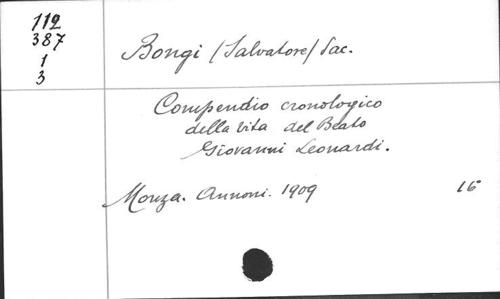 112
387
1
3
Bongi /Salvatore/ Sac.
Compendio cronologico
della vita del Beato
Giovanni Leonardi.
Monza. Annoni. 1909 16°